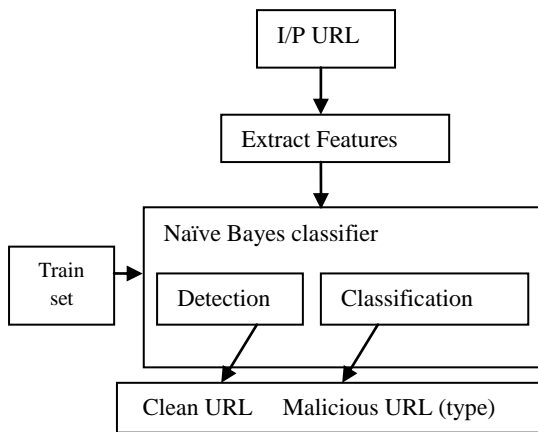 I/P URL
Extract Features
Naïve Bayes classifier
Train
set
Detection
Classification
Clean URL Malicious URL (type)